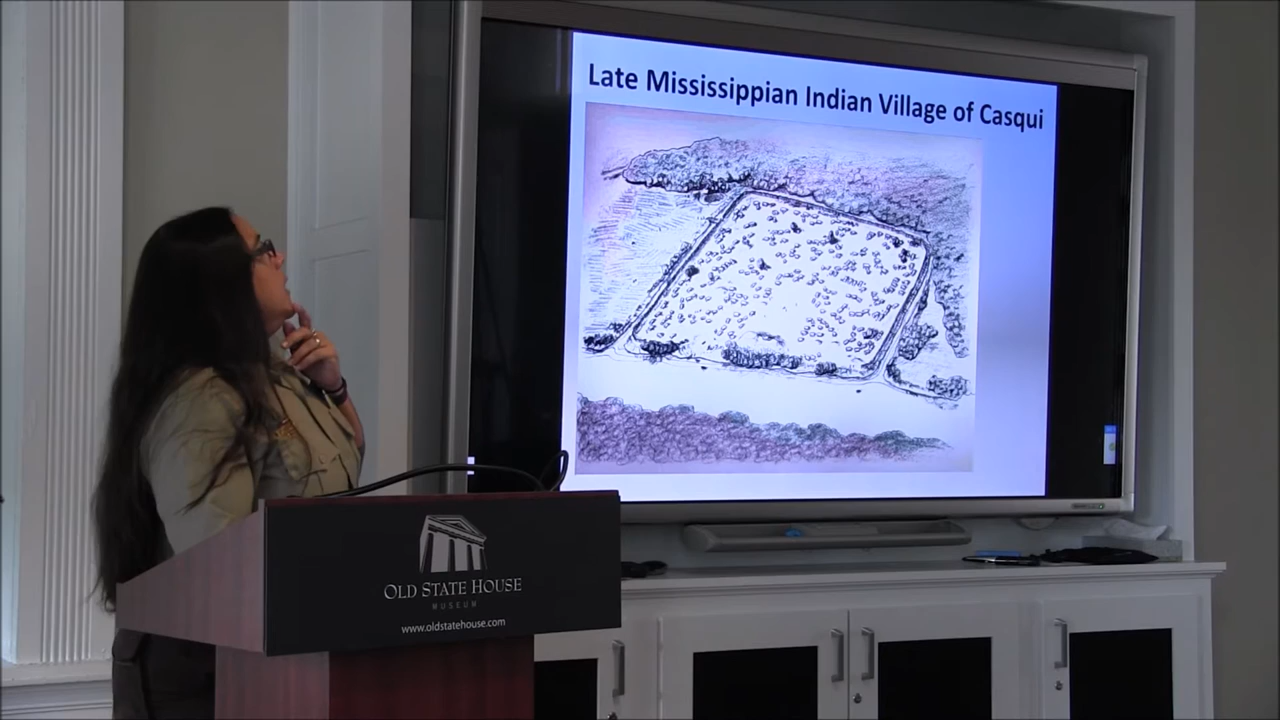 Late Mississippian Indian Village of Casqui
OLD STATE HOUSE
MUSEUM
www.oldstatehouse.com